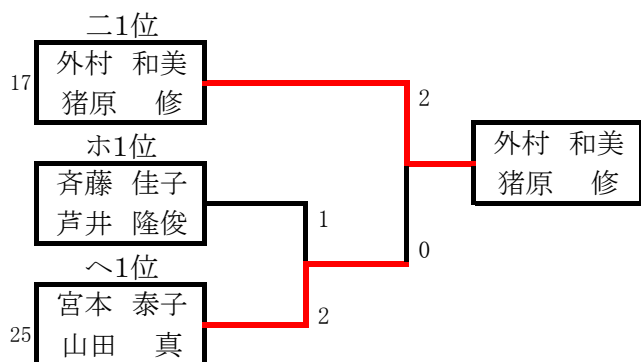 ニ1位
17
外村 和美
猪原 修
2
外村 和美
猪原 修
ホ1位
斉藤 佳子
芦井 隆俊
1
0
ヘ1位
25
宮本 泰子
山田 真
2